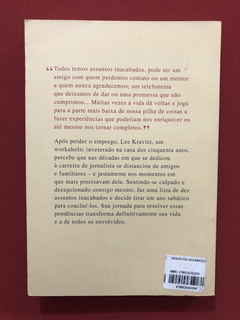 "Todos temos assuntos inacabados, pode ser um
amigo com quem perdemos contato ou um mentor
a quem nunca agradecemos; um telefonema
que deixamos de dar ou uma promessa que não
cumprimos... Muitas vezes a vida dá voltas e joga
para a parte mais baixa de nossa pilha de coisas a
fazer experiências que poderiam nos enriquecer ou
até mesmo nos tornar completos."
Após perder o emprego, Lee Kravitz, um
workaholic inveterado na casa dos cinquenta anos,
percebe que nas décadas em que se dedicou
à carreira de jornalista se distanciou de amigos
e familiares – e justamente nos momentos em
que mais precisavam dele. Sentindo-se culpado e
decepcionado consigo mesmo, faz uma lista de dez
assuntos inacabados e decide tirar um ano sabático
para concluí-los. Sua jornada para resolver essas
pendências transforma definitivamente sua vida
e a de todos os envolvidos.
ASSUNTOS INACABADOS